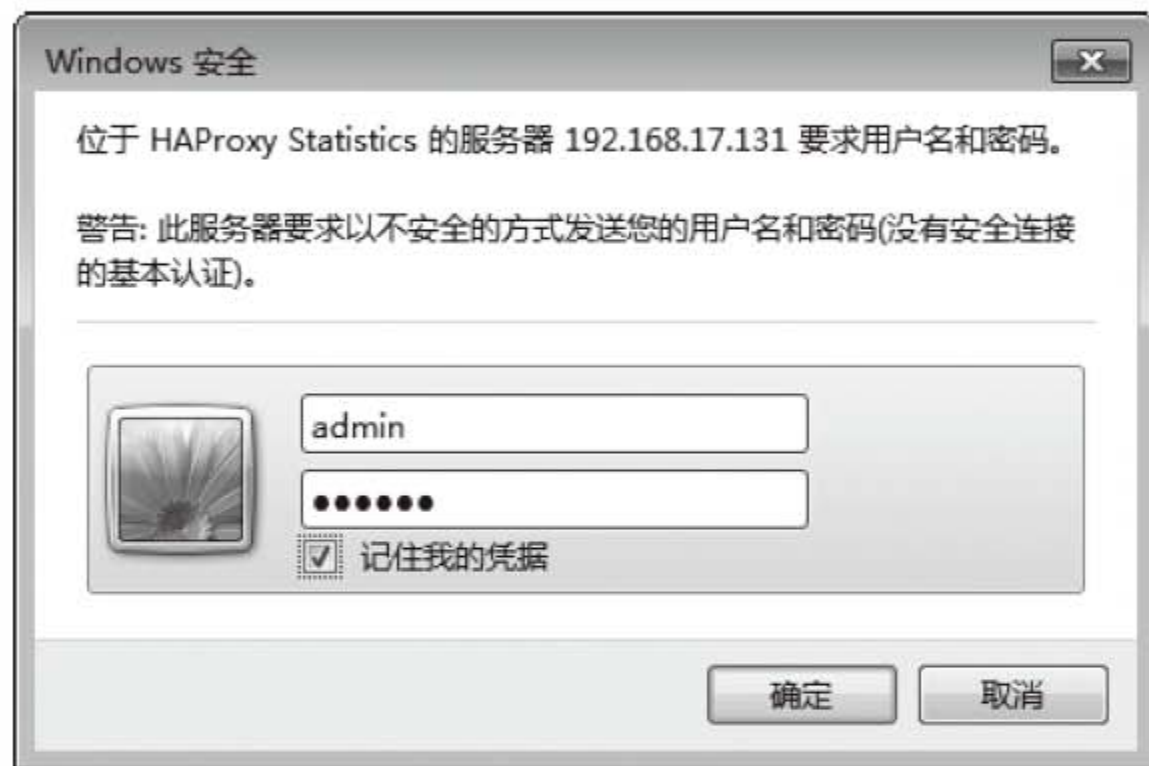 Windows 安全
位于 HAProxy Statistics 的服务器 192.168.17.131 要求用户名和密码。
警告: 此服务器要求以不安全的方式发送您的用户名和密码(没有安全连接
的基本认证)。
admin
●●●●●●
记住我的凭据
确定
取消